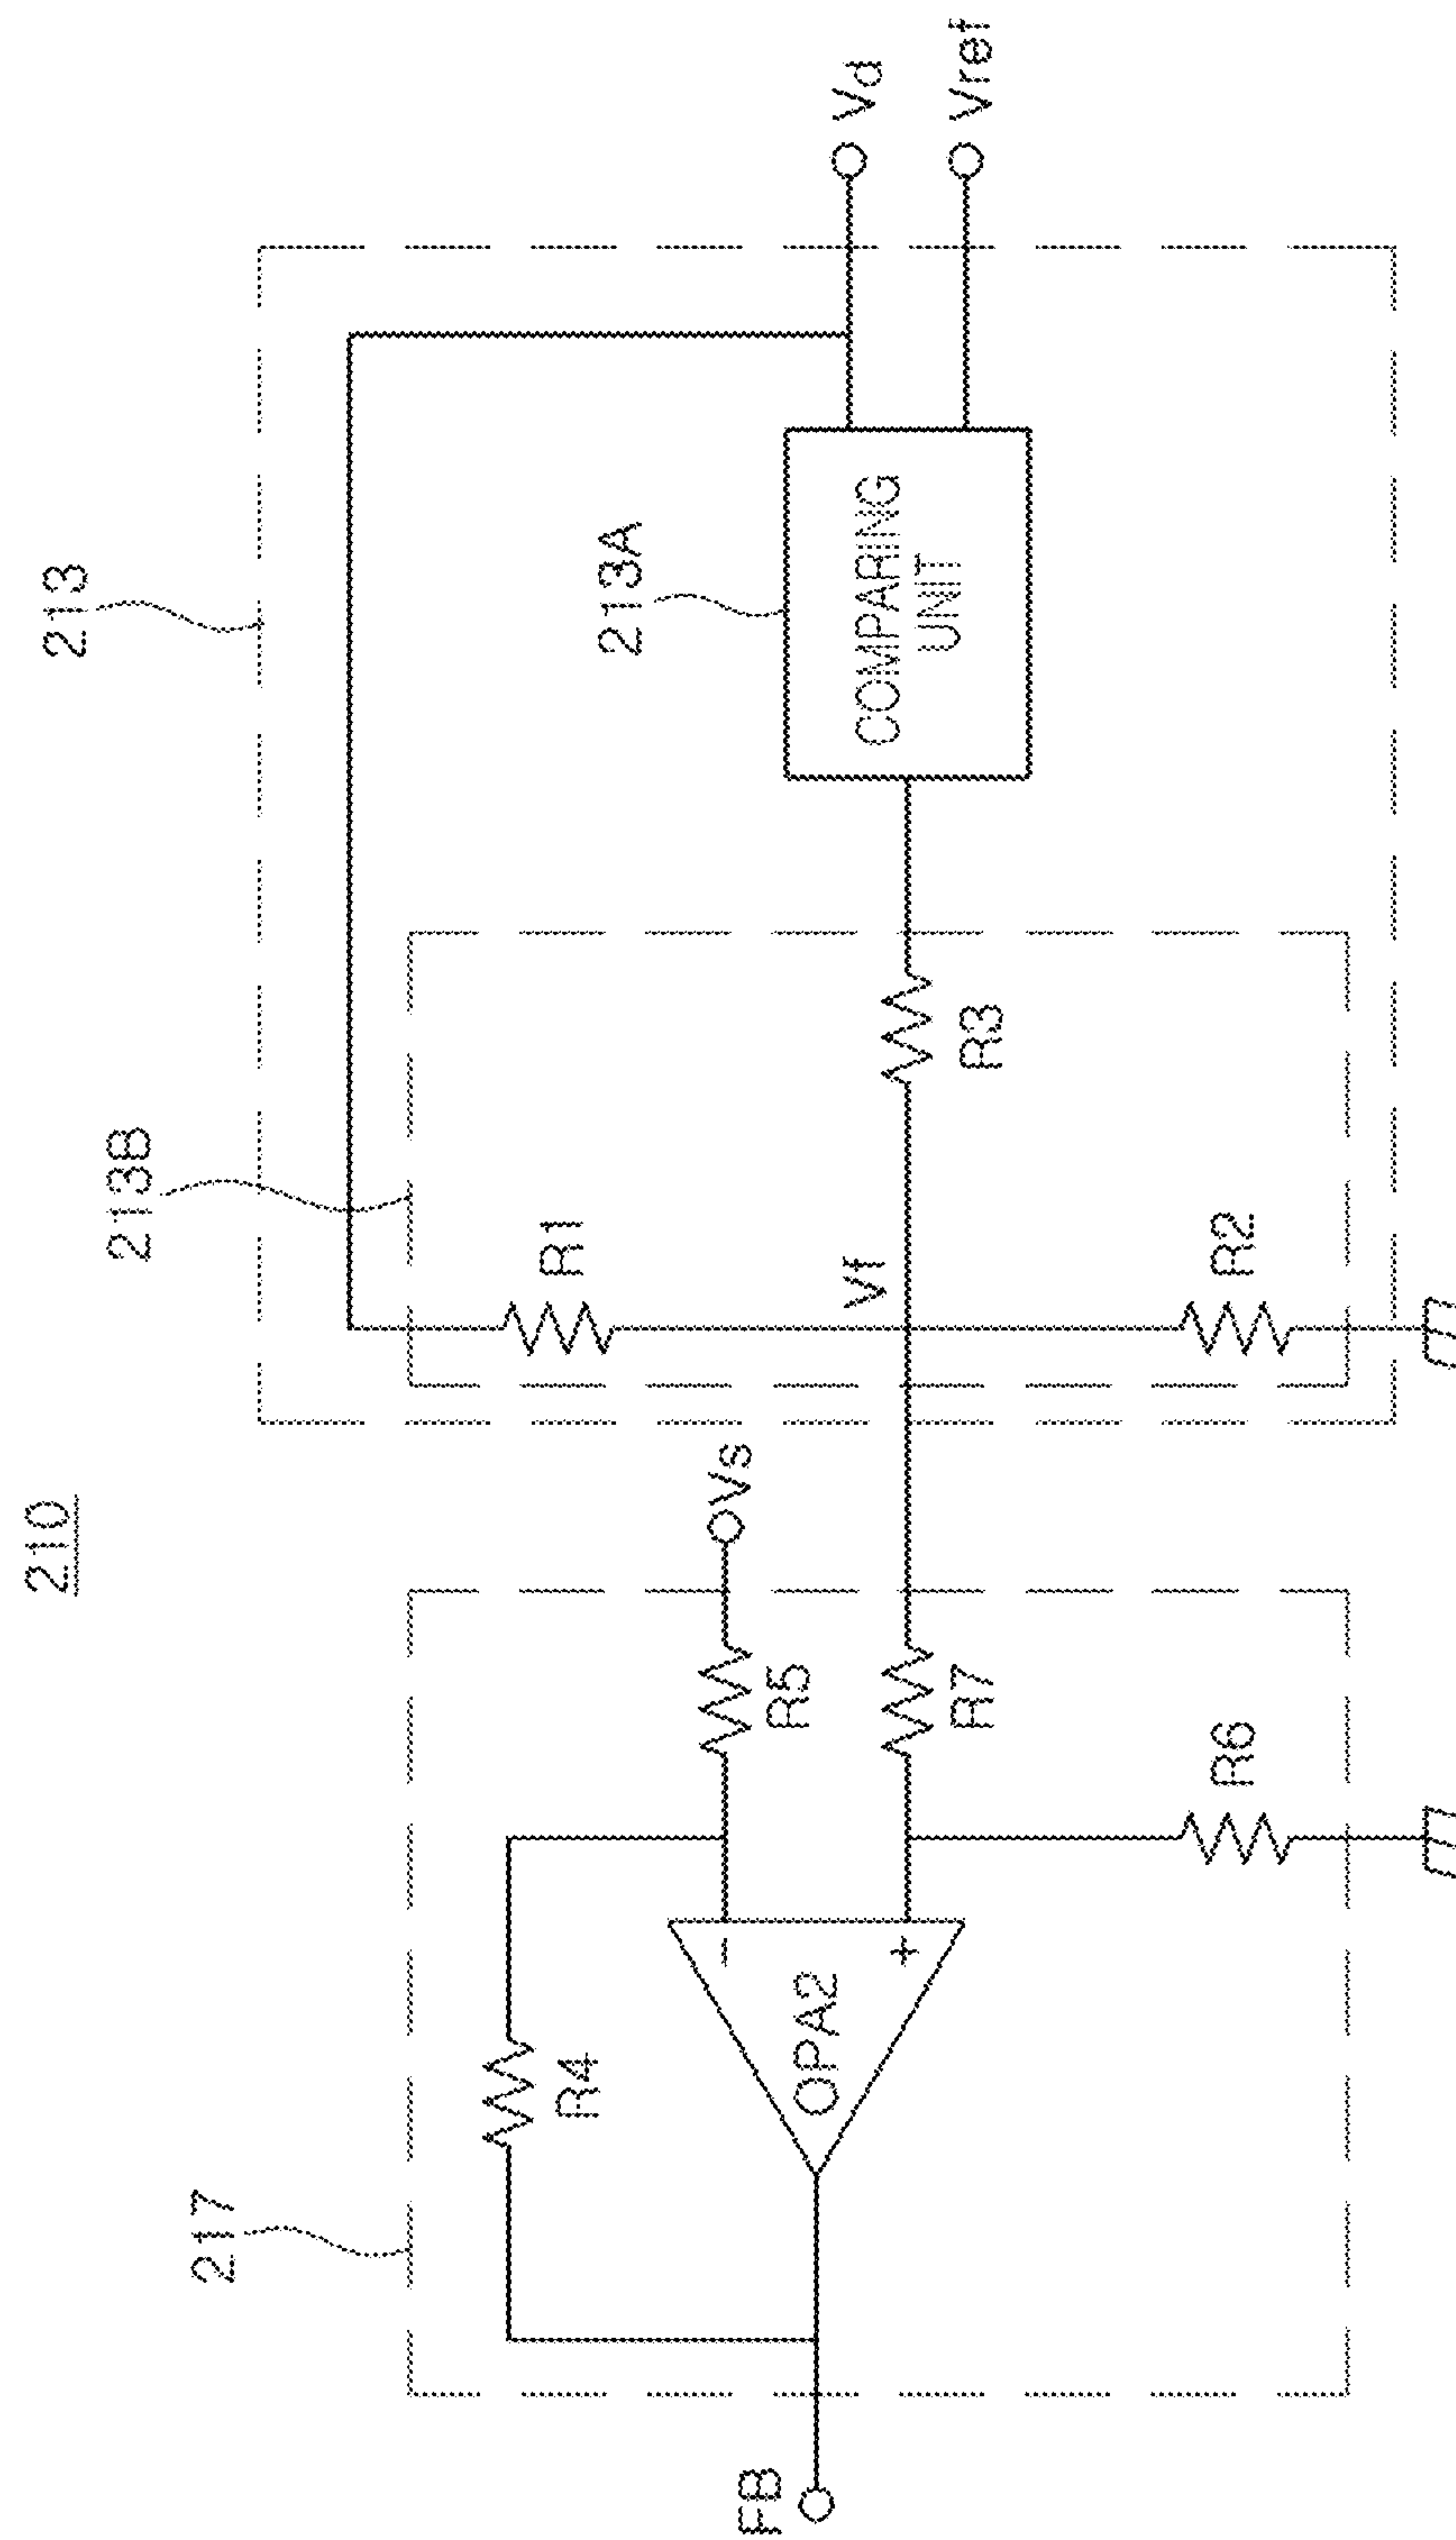 210
213
213B
213A
217
R1
R4
Vs
Vd
Vref
FB
OPA2
−
+
R5
R7
Vf
R3
COMPARING
UNIT
R6
R2